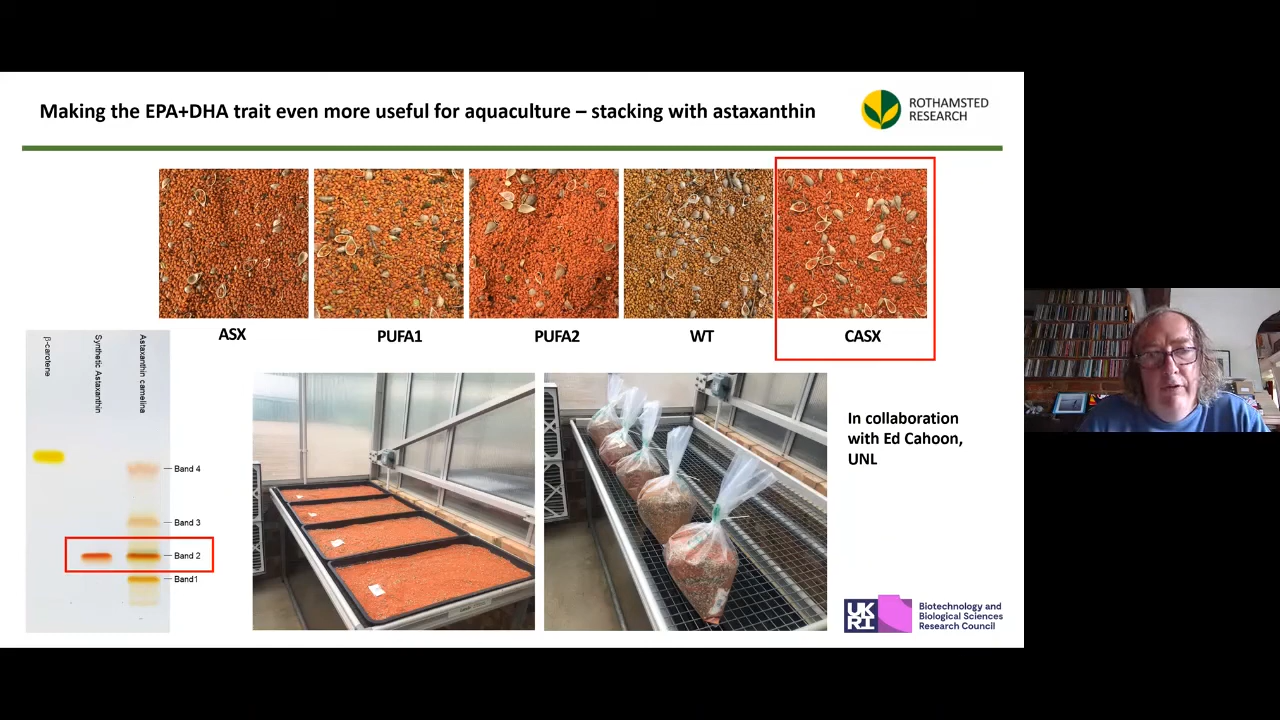 Making the EPA+DHA trait even more useful for aquaculture – stacking with astaxanthin
ROTHAMSTED
RESEARCH
ASX
PUFA1
PUFA2
WT
CASX
β-carotene
Synthetic Astaxanthin
Astaxanthin camelina
Band 4
Band 3
Band 2
Band1
In collaboration
with Ed Cahoon,
UNL
UK
RI
Biotechnology and
Biological Sciences
Research Council